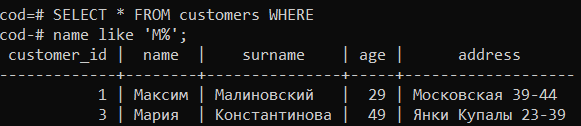 cod=# SELECT * FROM customers WHERE
cod-# name like 'М%';
customer_id | name | surname | age | address
-------------+--------+---------------+-----+--------------------
1 | Максим | Малиновский | 29 | Московская 39-44
3 | Мария | Константинова | 49 | Янки Купалы 23-39